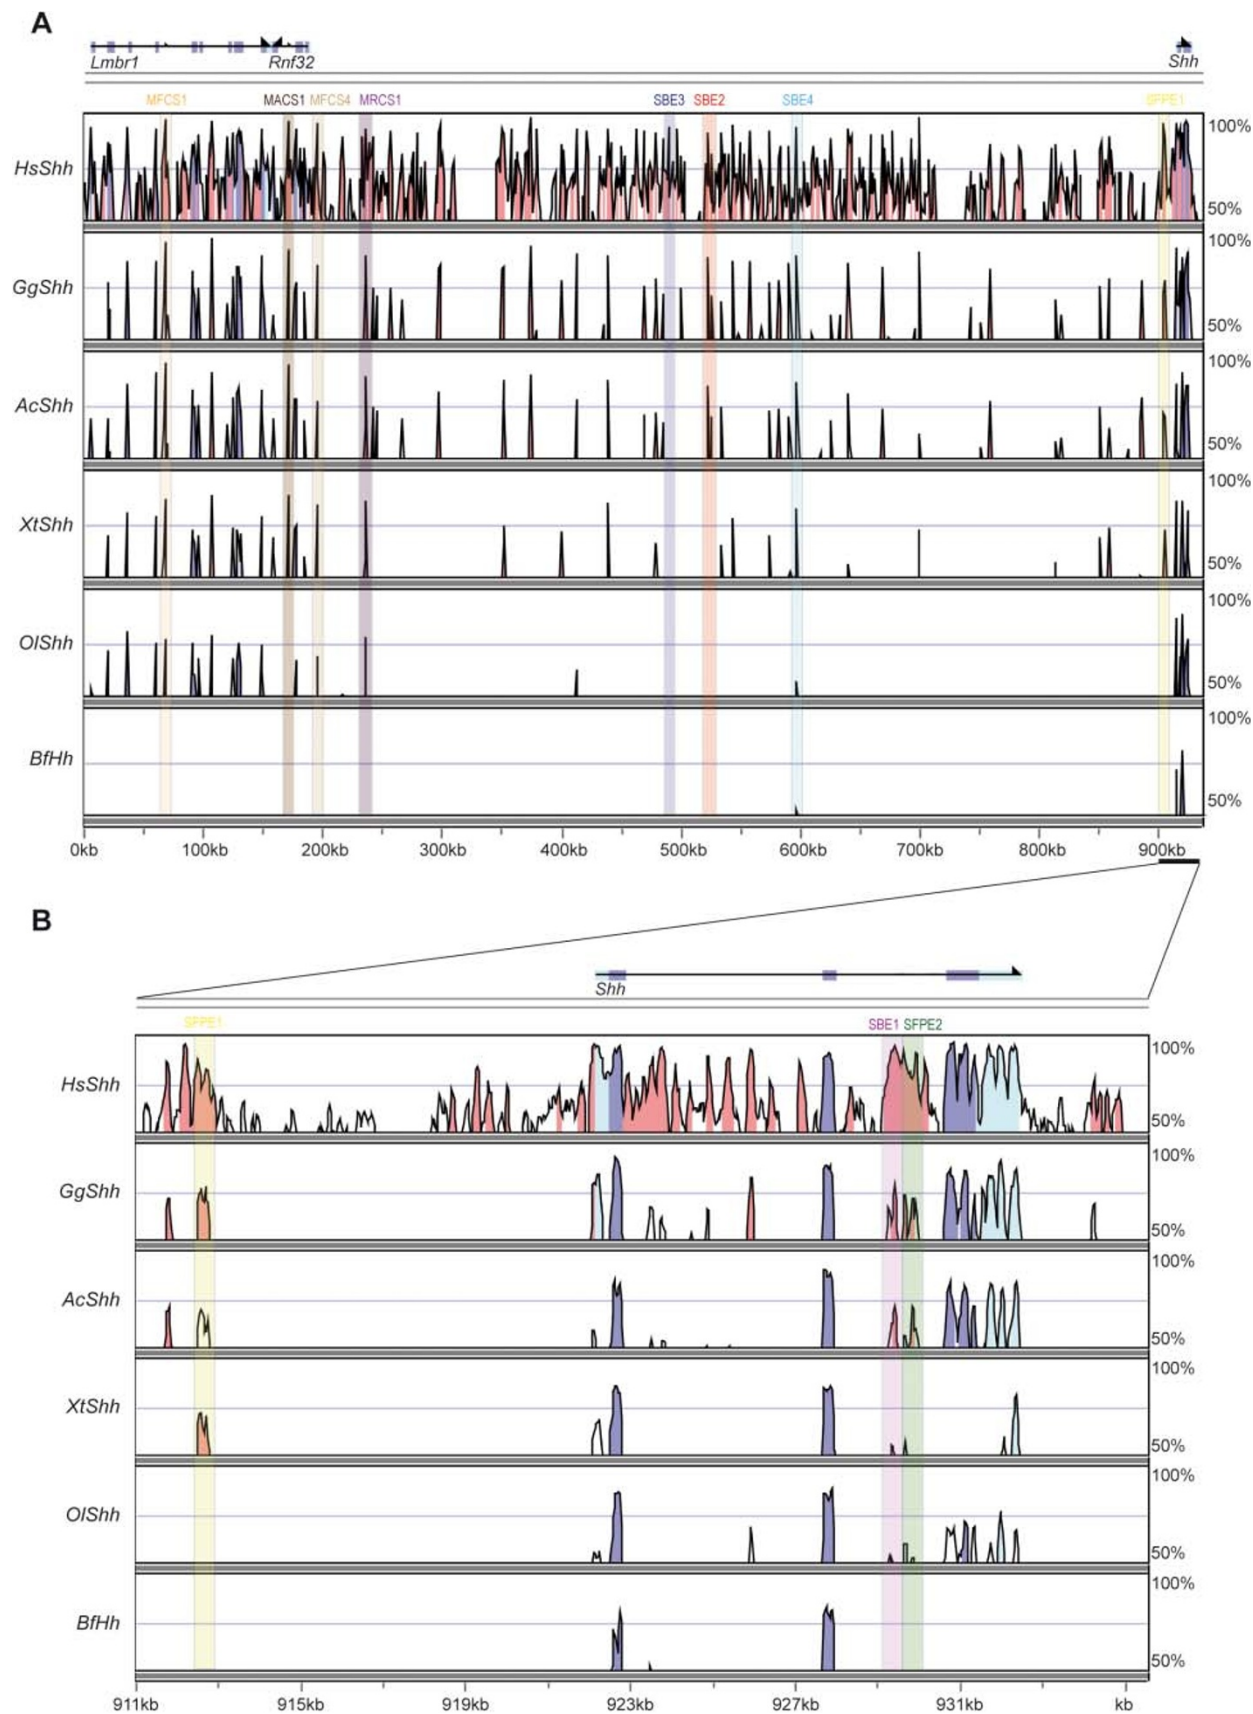 A
Lmbr1 Rnf32 Shh
MFCS1 MACS1 MFCS4 MRCS1 SBE3 SBE2 SBE4 SFPE1
100%
HsShh
50%
100%
GgShh
50%
100%
AcShh
50%
100%
XtShh
50%
100%
OlShh
50%
100%
BfHh
50%
0kb 100kb 200kb 300kb 400kb 500kb 600kb 700kb 800kb 900kb
B
Shh
SFPE1 SBE1 SFPE2
100%
HsShh
50%
100%
GgShh
50%
100%
AcShh
50%
100%
XtShh
50%
100%
OlShh
50%
100%
BfHh
50%
911kb 915kb 919kb 923kb 927kb 931kb kb